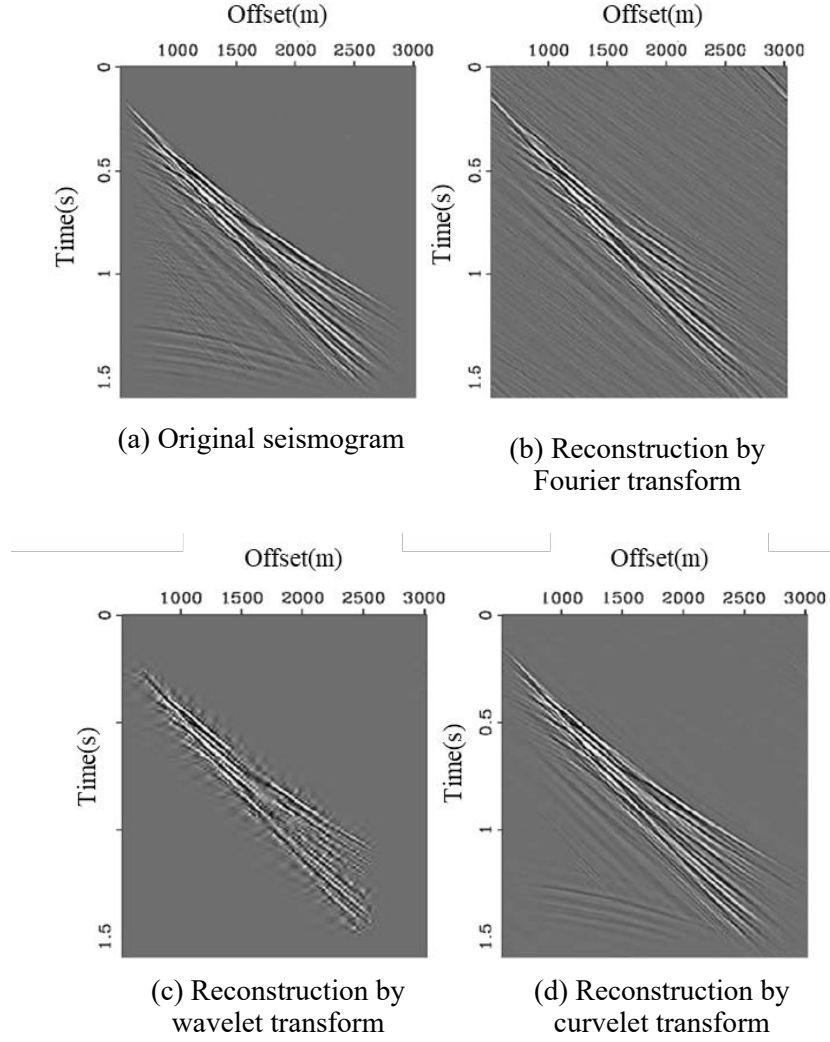 Offset(m)
1000 1500 2000 2500 3000
0
0.5
1
1.5
Time(s)
(a) Original seismogram
Offset(m)
1000 1500 2000 2500 3000
0
0.5
1
1.5
Time(s)
(b) Reconstruction by
Fourier transform
Offset(m)
1000 1500 2000 2500 3000
0
1.5
Time(s)
(c) Reconstruction by
wavelet transform
Offset(m)
1000 1500 2000 2500 3000
0
0.5
1
1.5
Time(s)
(d) Reconstruction by
curvelet transform